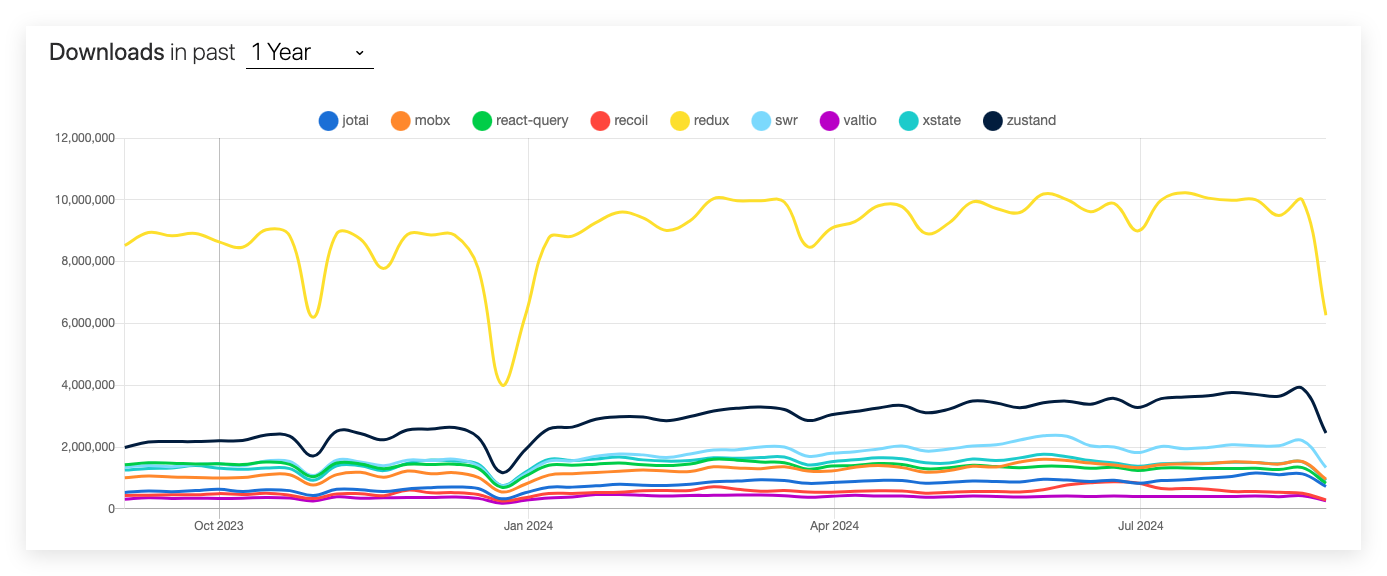 Downloads in past 1 Year
jotai mobx react-query recoil redux swr valtio xstate zustand
12,000,000
10,000,000
8,000,000
6,000,000
4,000,000
2,000,000
0
Oct 2023 Jan 2024 Apr 2024 Jul 2024